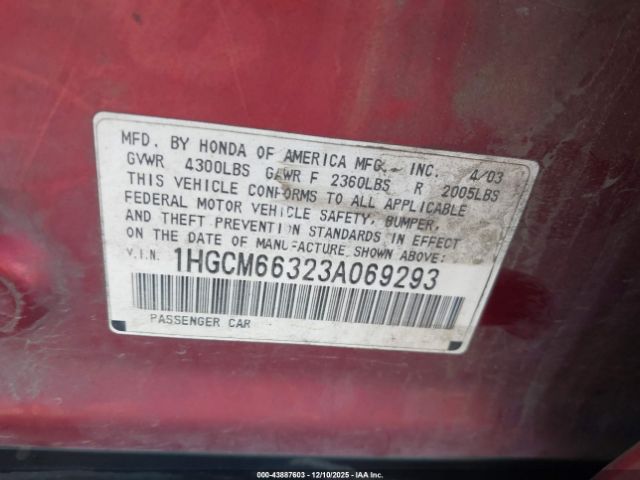 MFD. BY HONDA OF AMERICA MFG., INC. 4/03
GVWR 4300LBS GAWR F 2360LBS R 2005LBS
THIS VEHICLE CONFORMS TO ALL APPLICABLE
FEDERAL MOTOR VEHICLE SAFETY, BUMPER,
AND THEFT PREVENTION STANDARDS IN EFFECT
ON THE DATE OF MANUFACTURE SHOWN ABOVE:
V.I.N. 1HGCM66323A069293
PASSENGER CAR
000 - 43887603 - 12/10/2025 - IAA Inc.